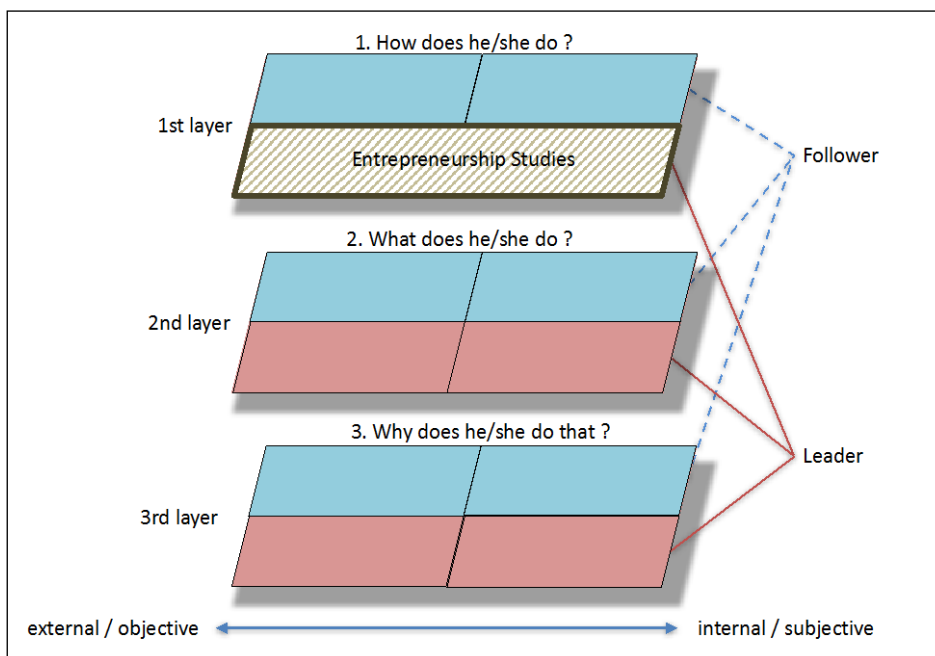 1. How does he/she do ?
1st layer
Entrepreneurship Studies
Follower
2. What does he/she do ?
2nd layer
3. Why does he/she do that ?
Leader
3rd layer
external / objective
internal / subjective